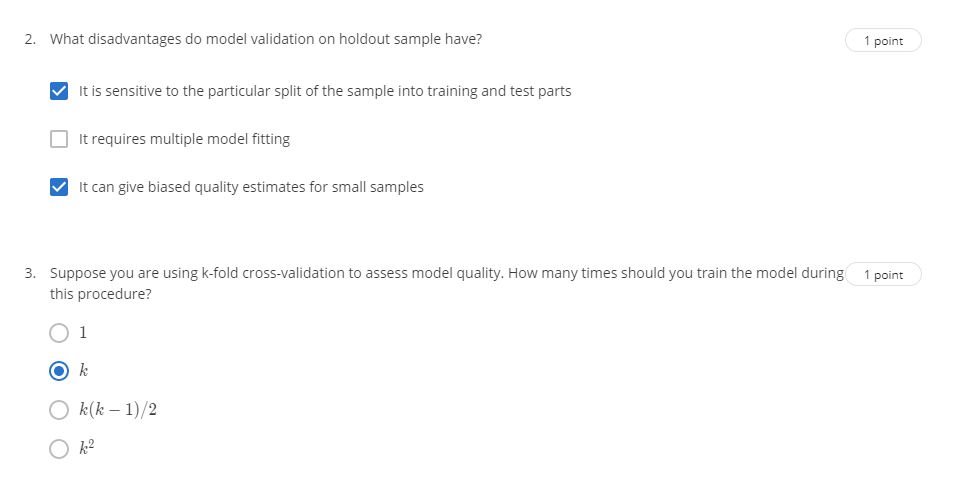 2. What disadvantages do model validation on holdout sample have?
1 point
It is sensitive to the particular split of the sample into training and test parts
It requires multiple model fitting
It can give biased quality estimates for small samples
3. Suppose you are using k-fold cross-validation to assess model quality. How many times should you train the model during
1 point
this procedure?
1
k
k(k − 1)/2
k²